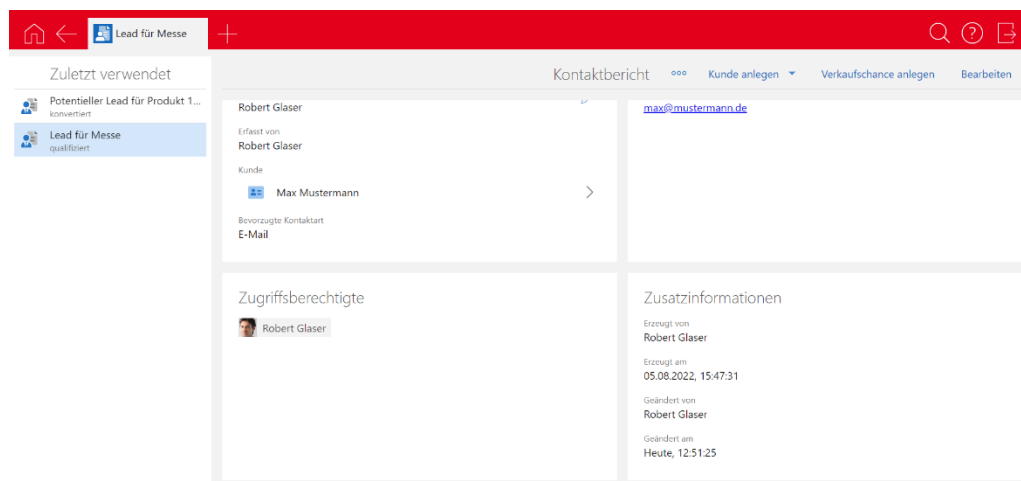 Lead für Messe
Zuletzt verwendet
Potentieller Lead für Produkt 1...
konvertiert
Lead für Messe
qualifiziert
Kontaktbericht
Kunde anlegen
Verkaufschance anlegen
Bearbeiten
Robert Glaser
Erfasst von
Robert Glaser
Kunde
Max Mustermann
Bevorzugte Kontaktart
E-Mail
max@mustermann.de
Zugriffsberechtigte
Robert Glaser
Zusatzinformationen
Erzeugt von
Robert Glaser
Erzeugt am
05.08.2022, 15:47:31
Geändert von
Robert Glaser
Geändert am
Heute, 12:51:25